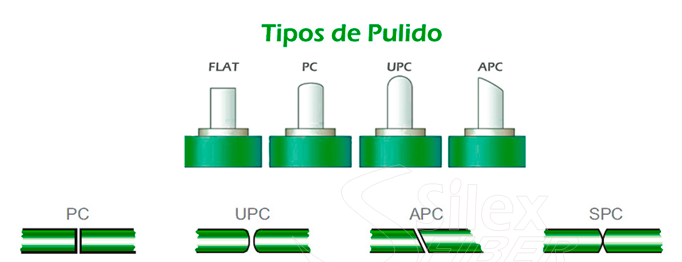 Tipos de Pulido
FLAT PC UPC APC
PC UPC APC SPC
Silex
FIBER